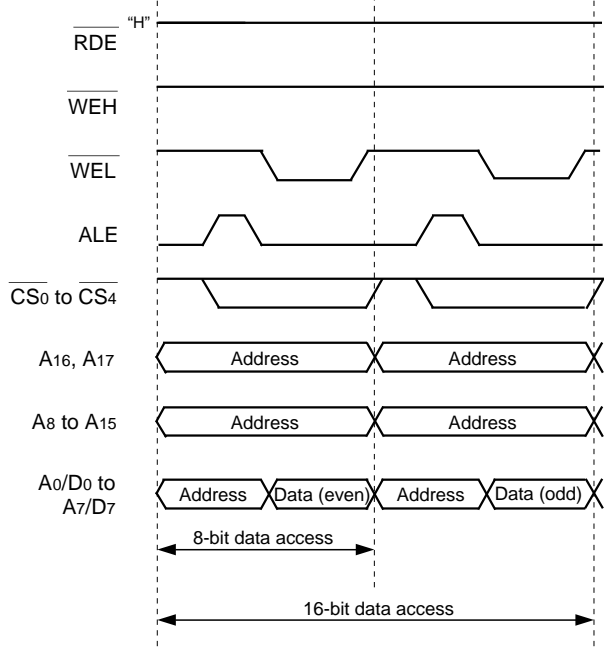 “H”
RDE
WEH
WEL
ALE
CS0 to CS4
A16, A17
Address
Address
A8 to A15
Address
Address
A0/D0 to
A7/D7
Address
Data (even)
Address
Data (odd)
8-bit data access
16-bit data access